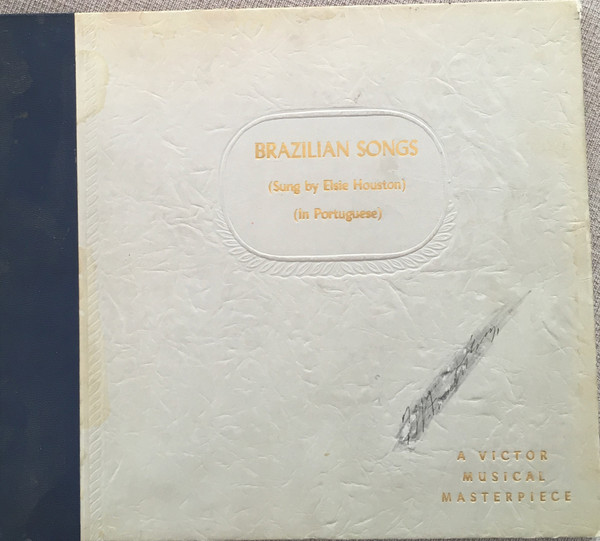 BRAZILIAN SONGS
(Sung by Elsie Houston)
(in Portuguese)
A VICTOR
MUSICAL
MASTERPIECE